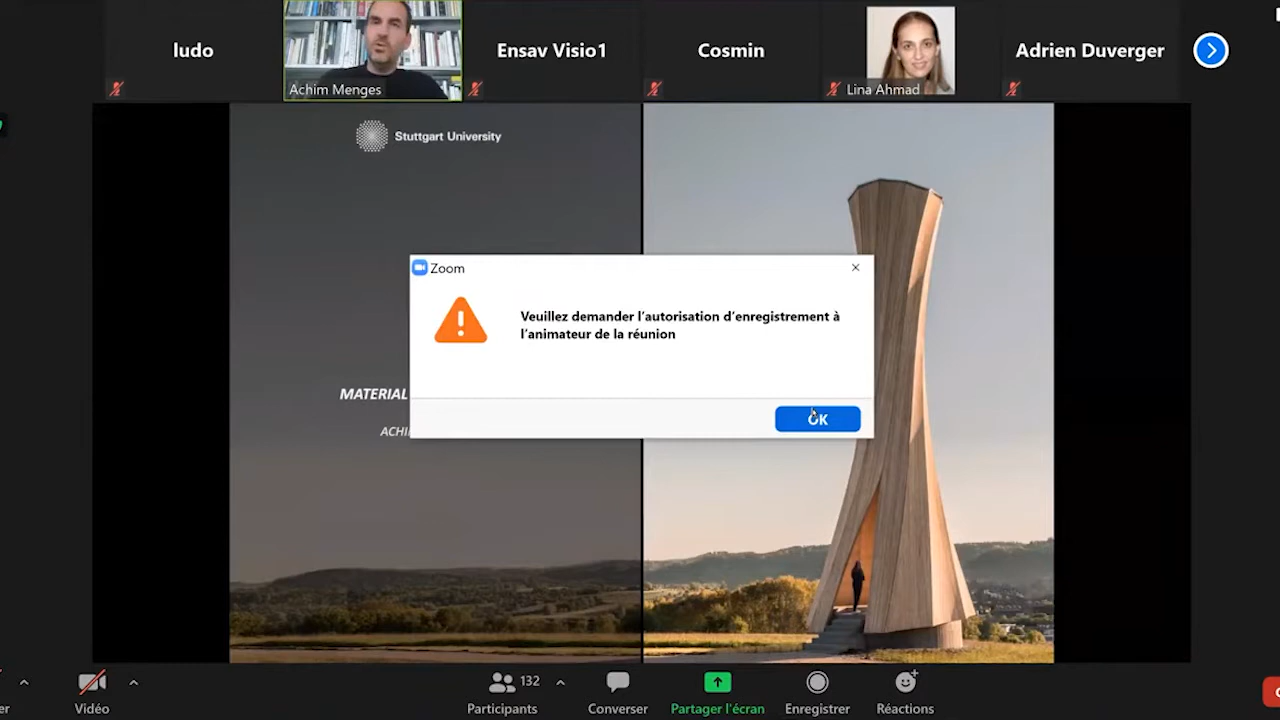 ludo
Achim Menges
Ensav Visio1
Cosmin
Lina Ahmad
Adrien Duverger
Stuttgart University
Zoom
Veuillez demander l'autorisation d'enregistrement à
l'animateur de la réunion
OK
MATERIAL
Vidéo
132
Participants
Converser
Partager l'écran
Enregistrer
Réactions